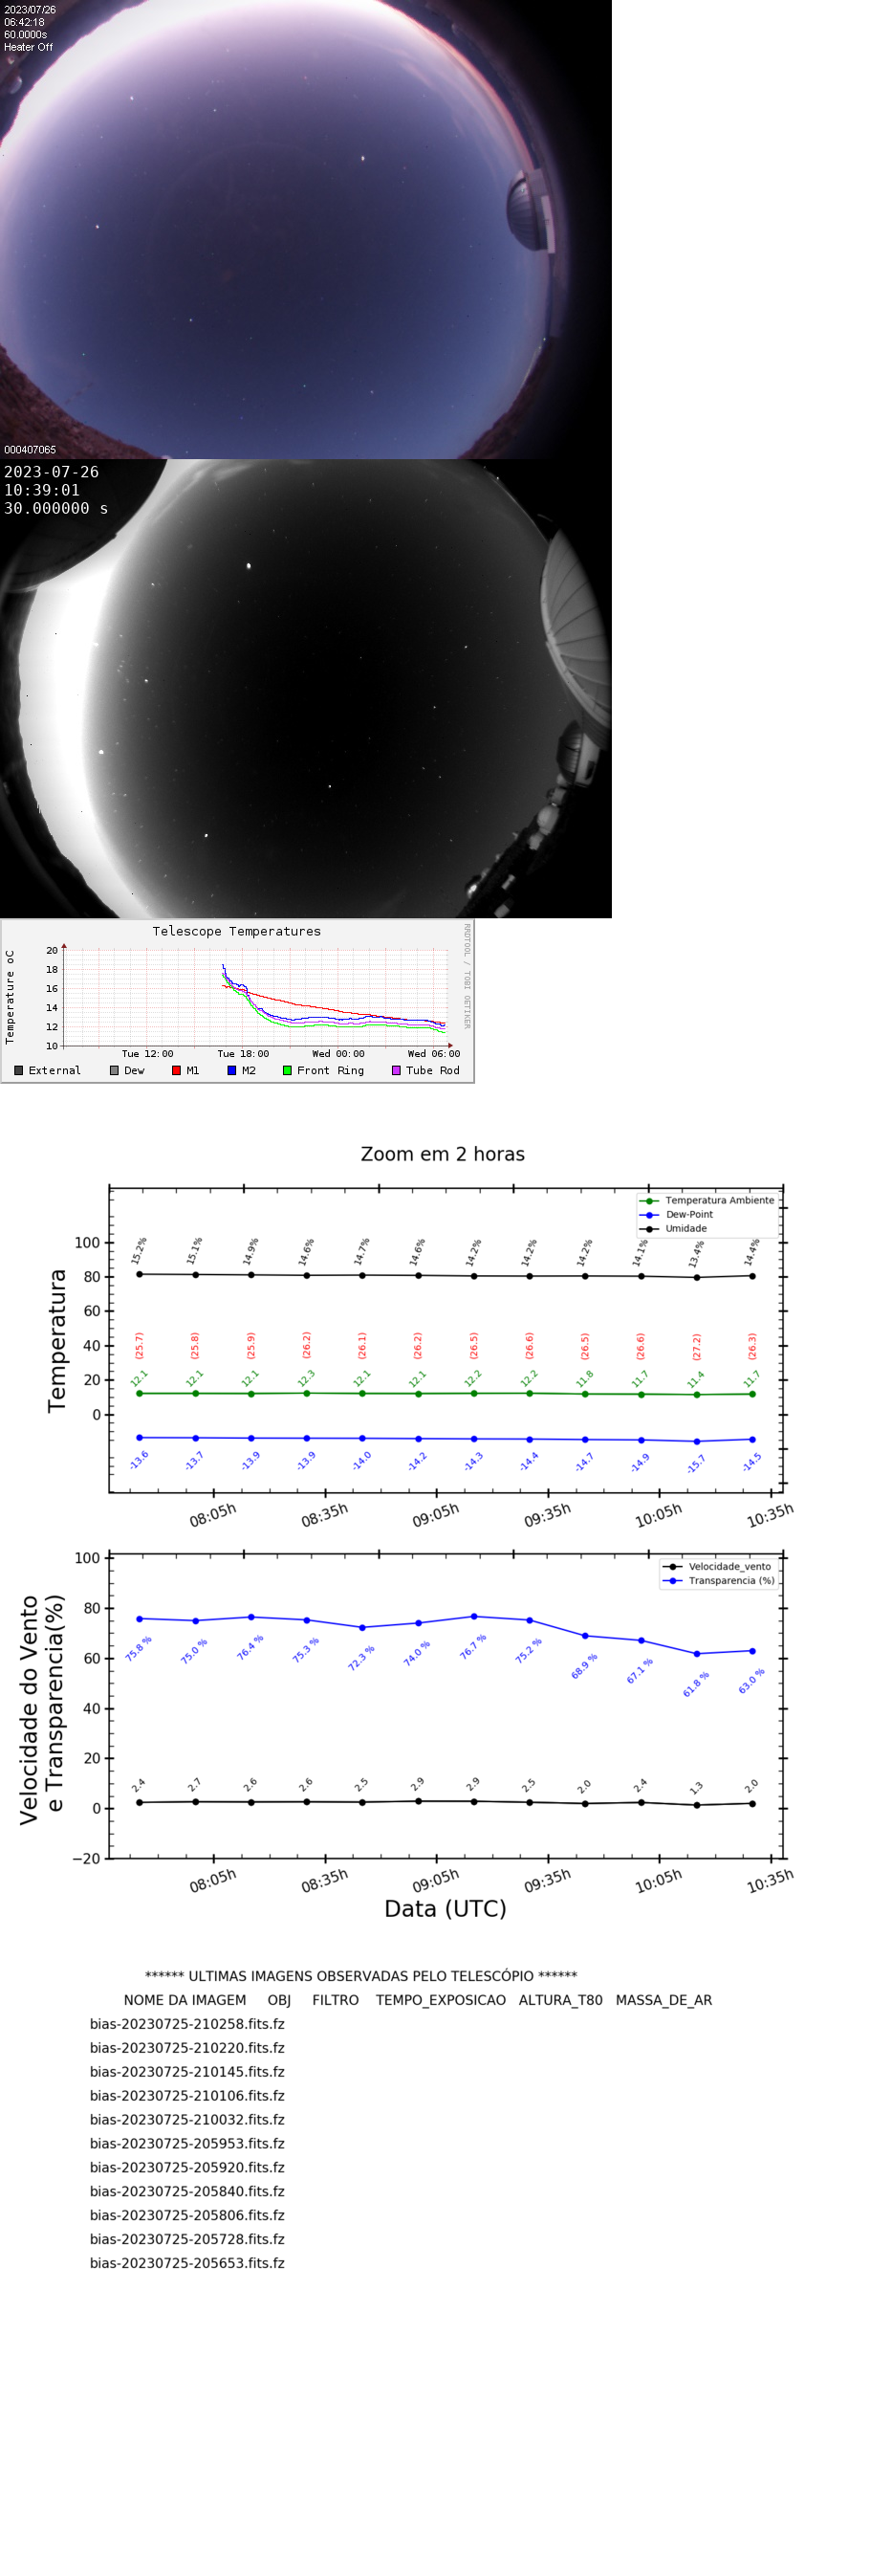 2023/07/26
06:42:18
60.0000s
Heater Off
000407065
2023-07-26
10:39:01
30.000000 s
Telescope Temperatures
RRDTOOL / TOBI OETIKER
Temperature oC
20
18
16
14
12
10
Tue 12:00 Tue 18:00 Wed 00:00 Wed 06:00
External Dew M1 M2 Front Ring Tube Rod
Zoom em 2 horas
Temperatura Ambiente
Dew-Point
Umidade
Temperatura
100
80
60
40
20
0
15.2% 15.1% 14.9% 14.6% 14.7% 14.6% 14.2% 14.2% 14.2% 14.1% 13.4% 14.4%
(25.7) (25.8) (25.9) (26.2) (26.1) (26.2) (26.5) (26.6) (26.5) (26.6) (27.2) (26.3)
12.1 12.1 12.1 12.3 12.1 12.1 12.2 12.2 11.8 11.7 11.4 11.7
-13.6 -13.7 -13.9 -13.9 -14.0 -14.2 -14.3 -14.4 -14.7 -14.9 -15.7 -14.5
08:05h 08:35h 09:05h 09:35h 10:05h 10:35h
Velocidade_vento
Transparencia (%)
Velocidade do Vento
e Transparencia(%)
100
80
60
40
20
0
−20
75.8 % 75.0 % 76.4 % 75.3 % 72.3 % 74.0 % 76.7 % 75.2 % 68.9 % 67.1 % 61.8 % 63.0 %
2.4 2.7 2.6 2.6 2.5 2.9 2.9 2.5 2.0 2.4 1.3 2.0
08:05h 08:35h 09:05h 09:35h 10:05h 10:35h
Data (UTC)
****** ULTIMAS IMAGENS OBSERVADAS PELO TELESCÓPIO ******
NOME DA IMAGEM OBJ FILTRO TEMPO_EXPOSICAO ALTURA_T80 MASSA_DE_AR
bias-20230725-210258.fits.fz
bias-20230725-210220.fits.fz
bias-20230725-210145.fits.fz
bias-20230725-210106.fits.fz
bias-20230725-210032.fits.fz
bias-20230725-205953.fits.fz
bias-20230725-205920.fits.fz
bias-20230725-205840.fits.fz
bias-20230725-205806.fits.fz
bias-20230725-205728.fits.fz
bias-20230725-205653.fits.fz